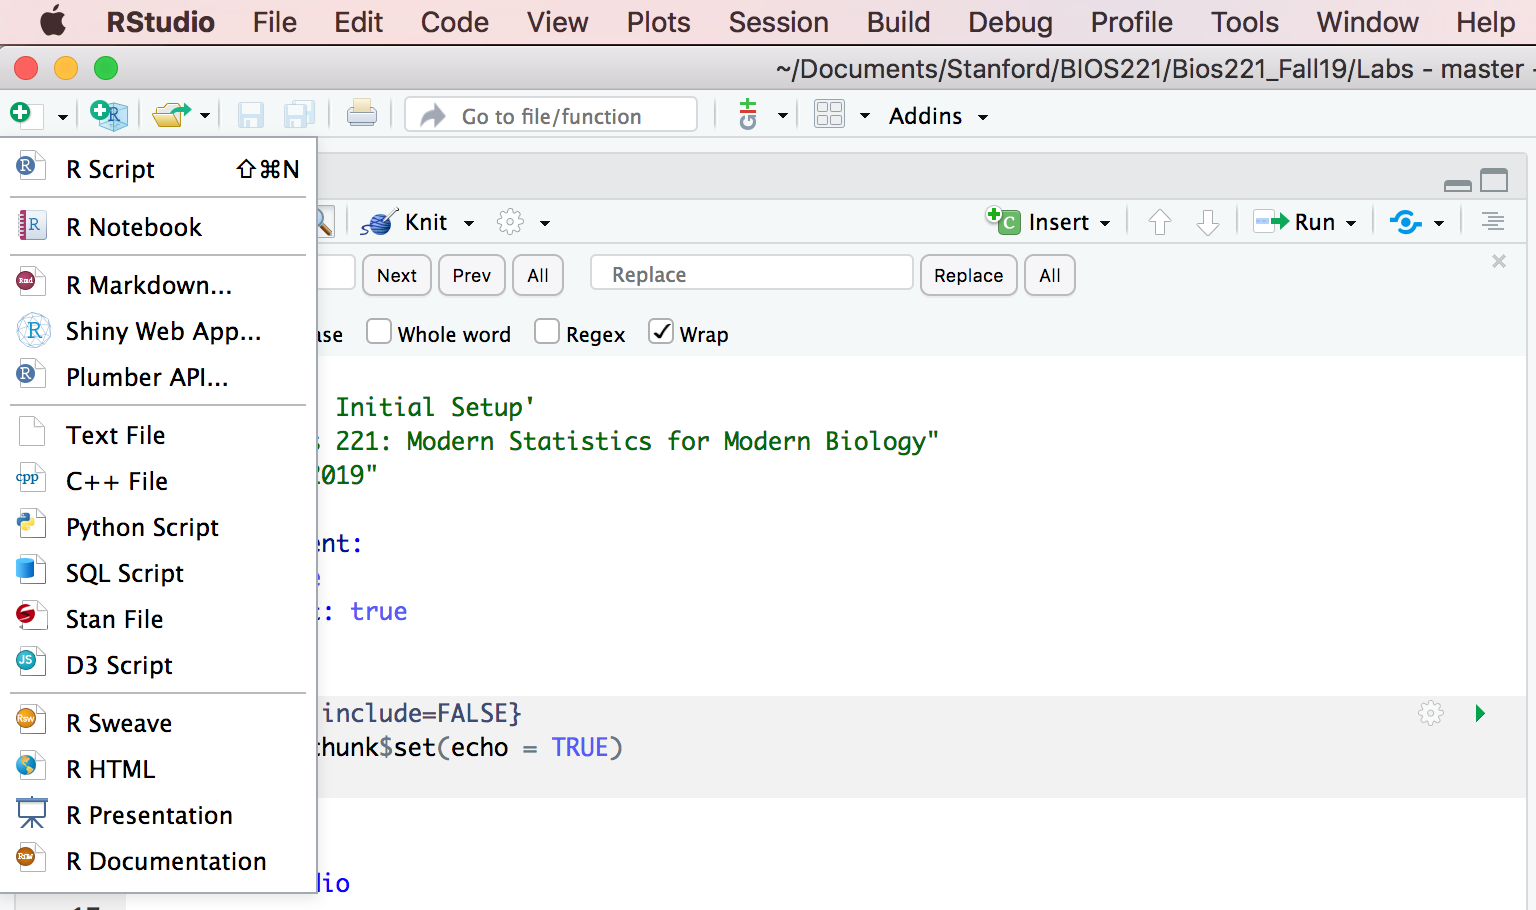 RStudio File Edit Code View Plots Session Build Debug Profile Tools Window Help
~/Documents/Stanford/BIOS221/Bios221_Fall19/Labs - master -
Go to file/function Addins
R Script ⇧⌘N
R Notebook
R Markdown...
Shiny Web App...
Plumber API...
Text File
C++ File
Python Script
SQL Script
Stan File
D3 Script
R Sweave
R HTML
R Presentation
R Documentation
Knit Insert Run
Next Prev All Replace Replace All
Whole word Regex Wrap
Initial Setup'
221: Modern Statistics for Modern Biology"
2019"
ent:
: true
include=FALSE}
chunk$set(echo = TRUE)
dio